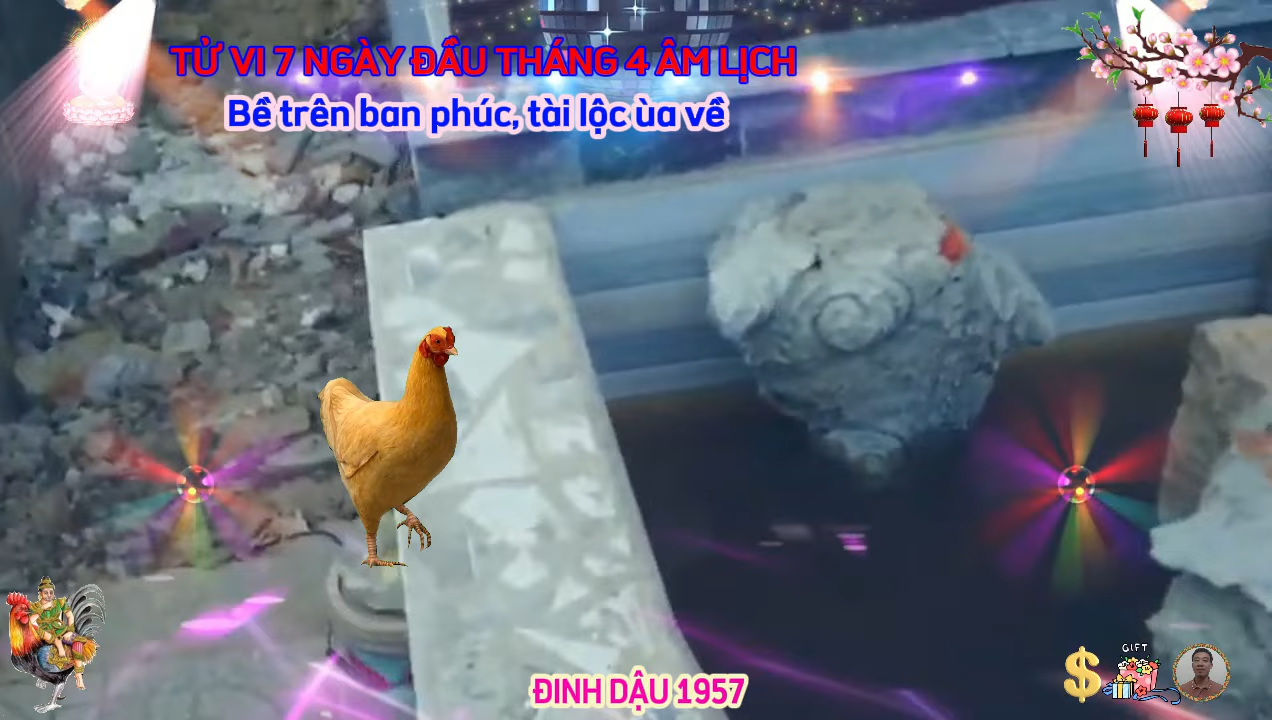 TỬ VI 7 NGÀY ĐẦU THÁNG 4 ÂM LỊCH
Bề trên ban phúc, tài lộc ùa về
GIFT
ĐINH DẬU 1957